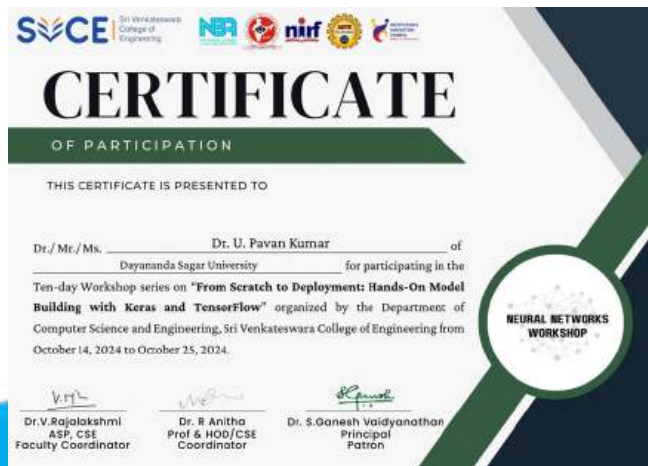 SVCE
Sri Venkateswara
College of
Engineering
NBA
nirf
CERTIFICATE
OF PARTICIPATION
THIS CERTIFICATE IS PRESENTED TO
Dr./Mr./Ms. Dr. U. Pavan Kumar of
Dayananda Sagar University for participating in the
Ten-day Workshop series on "From Scratch to Deployment: Hands-On Model
Building with Keras and TensorFlow" organized by the Department of
Computer Science and Engineering, Sri Venkateswara College of Engineering from
October 14, 2024 to October 25, 2024.
NEURAL NETWORKS
WORKSHOP
Dr.V.Rajalakshmi
ASP, CSE
Faculty Coordinator
Dr. R Anitha
Prof & HOD/CSE
Coordinator
Dr. S.Ganesh Vaidyanathan
Principal
Patron